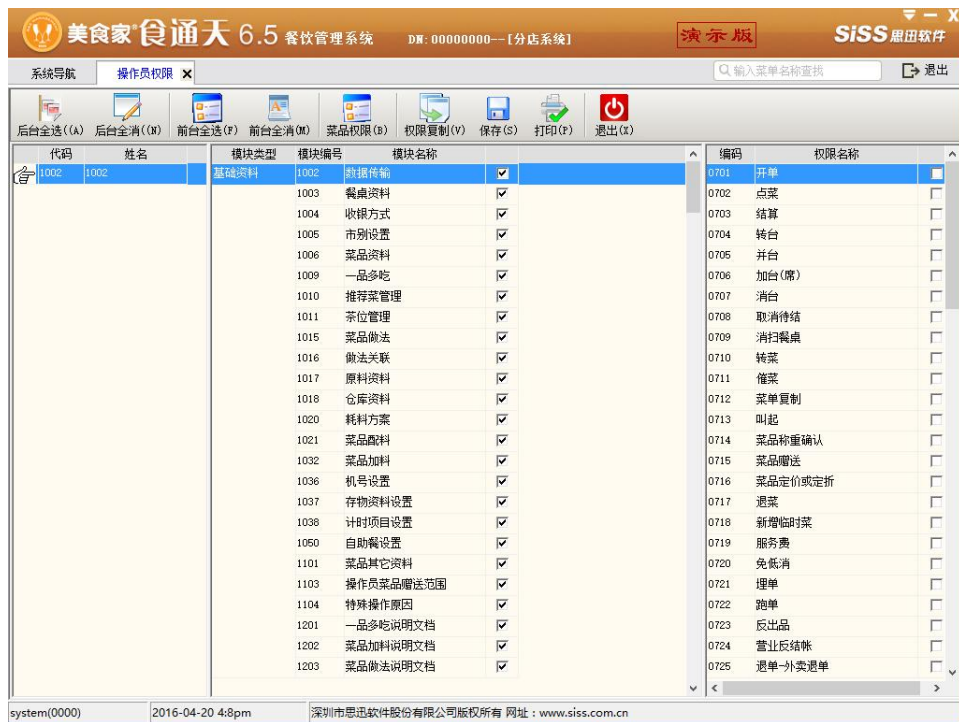 美食家®食通天 6.5 餐饮管理系统 DN:00000000--[分店系统] 演示版 SiSS 思迅软件
系统导航 操作员权限 输入菜单名称查找 退出
后台全选((A) 后台全消((N) 前台全选(F) 前台全消(M) 菜品权限(B) 权限复制(V) 保存(S) 打印(P) 退出(X)
代码 姓名 模块类型 模块编号 模块名称 编码 权限名称
1002 1002 基础资料 1002 数据传输 0701 开单
1003 餐桌资料 0702 点菜
1004 收银方式 0703 结算
1005 市别设置 0704 转台
1006 菜品资料 0705 并台
1009 一品多吃 0706 加台(席)
1010 推荐菜管理 0707 消台
1011 茶位管理 0708 取消待结
1015 菜品做法 0709 清扫餐桌
1016 做法关联 0710 转菜
1017 原料资料 0711 催菜
1018 仓库资料 0712 菜单复制
1020 耗料方案 0713 叫起
1021 菜品配料 0714 菜品称重确认
1032 菜品加料 0715 菜品赠送
1036 机号设置 0716 菜品定价或定折
1037 存物资料设置 0717 退菜
1038 计时项目设置 0718 新增临时菜
1050 自助餐设置 0719 服务费
1101 菜品其它资料 0720 免低消
1103 操作员菜品赠送范围 0721 埋单
1104 特殊操作原因 0722 跑单
1201 一品多吃说明文档 0723 反出品
1202 菜品加料说明文档 0724 营业反结帐
1203 菜品做法说明文档 0725 退单-外卖退单
system(0000) 2016-04-20 4:8pm 深圳市思迅软件股份有限公司版权所有 网址：www.siss.com.cn